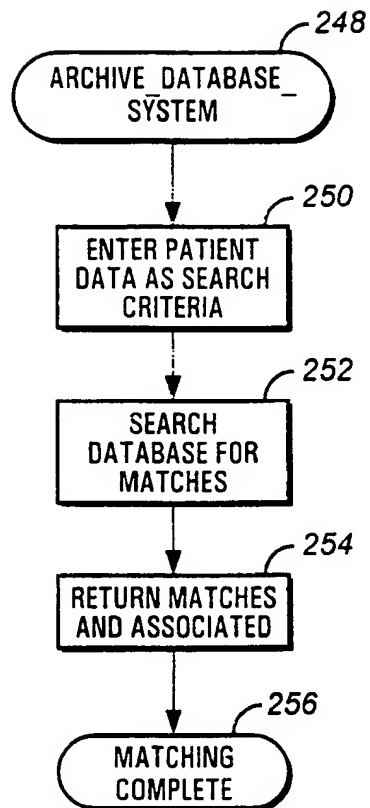 248
ARCHIVE_DATABASE_
SYSTEM
250
ENTER PATIENT
DATA AS SEARCH
CRITERIA
252
SEARCH
DATABASE FOR
MATCHES
254
RETURN MATCHES
AND ASSOCIATED
256
MATCHING
COMPLETE